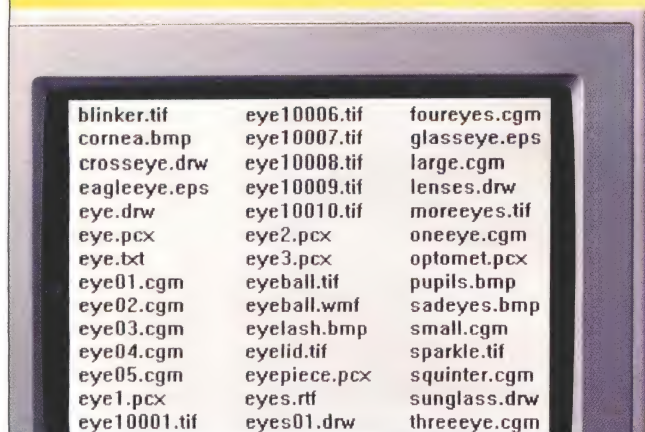 blinker.tif
cornea.bmp
crosseye.drw
eagleeye.eps
eye.drw
eye.pcx
eye.txt
eye01.cgm
eye02.cgm
eye03.cgm
eye04.cgm
eye05.cgm
eye1.pcx
eye10001.tif
eye10006.tif
eye10007.tif
eye10008.tif
eye10009.tif
eye10010.tif
eye2.pcx
eye3.pcx
eyeball.tif
eyeball.wmf
eyelash.bmp
eyelid.tif
eyepiece.pcx
eyes.rtf
eyes01.drw
foureyes.cgm
glasseye.eps
large.cgm
lenses.drw
moreeyes.tif
oneeye.cgm
optomet.pcx
pupils.bmp
sadeyes.bmp
small.cgm
sparkle.tif
squinter.cgm
sunglass.drw
threeeye.cgm